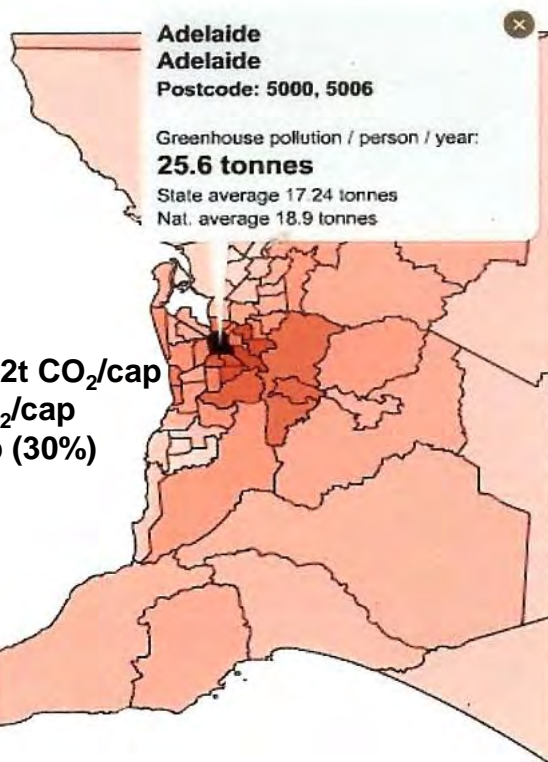 Adelaide
Adelaide
Postcode: 5000, 5006
Greenhouse pollution / person / year:
25.6 tonnes
State average 17.24 tonnes
Nat. average 18.9 tonnes
2t CO₂/cap
₂/cap
(30%)